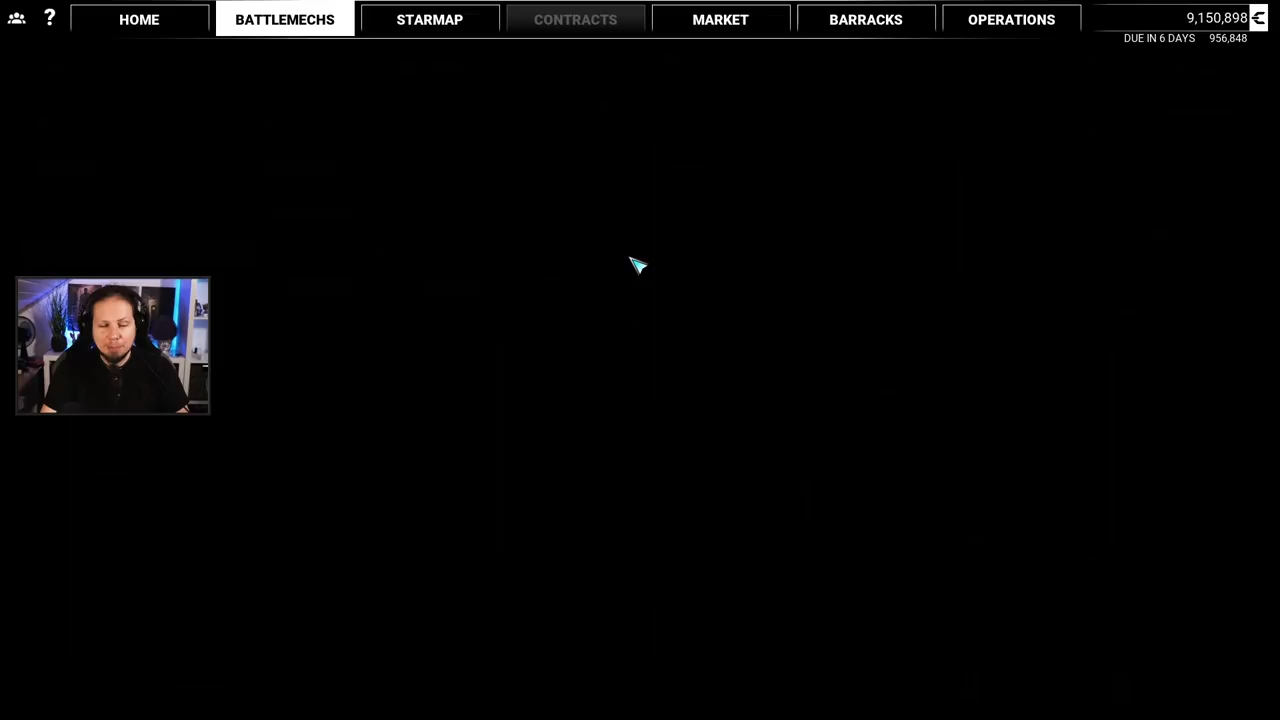 ? HOME BATTLEMECHS STARMAP CONTRACTS MARKET BARRACKS OPERATIONS 9,150,898
DUE IN 6 DAYS 956,848